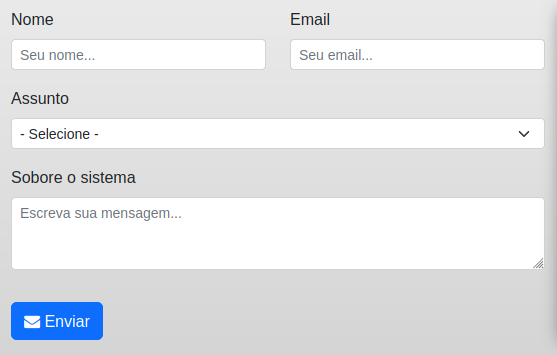 Nome Email
Seu nome... Seu email...
Assunto
- Selecione -
Sobore o sistema
Escreva sua mensagem...
Enviar